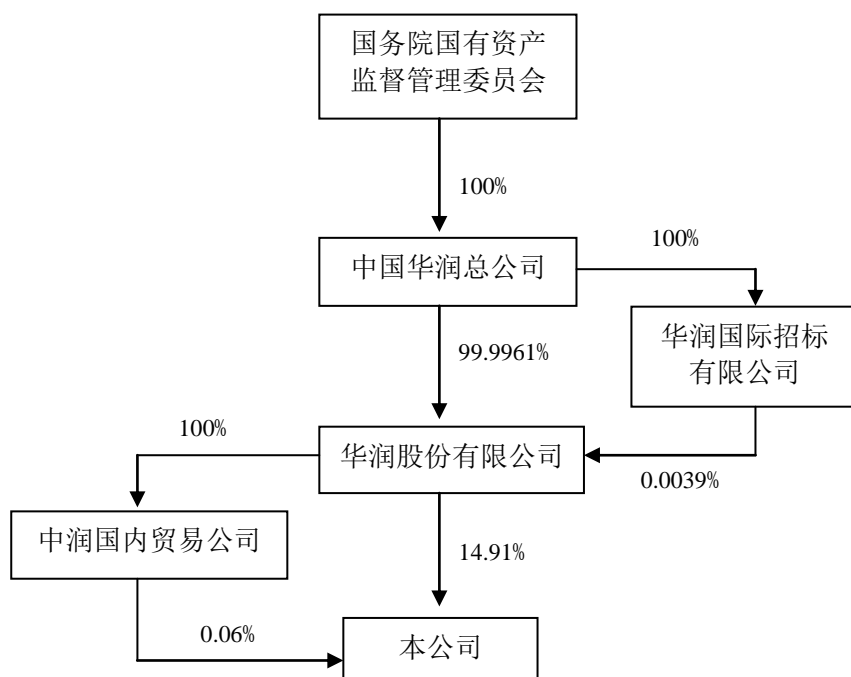 国务院国有资产
监督管理委员会
100%
中国华润总公司
100%
华润国际招标
有限公司
99.9961%
100%
华润股份有限公司
0.0039%
中润国内贸易公司
14.91%
0.06%
本公司